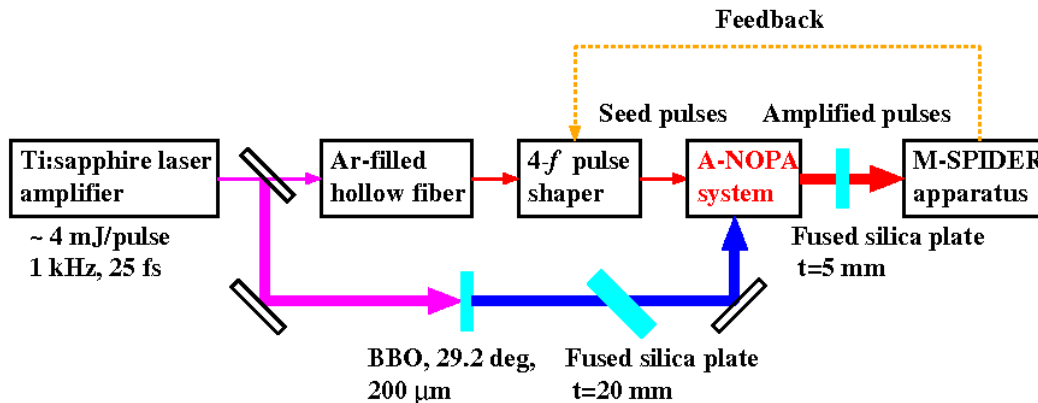 Feedback
Seed pulses
Amplified pulses
Ti:sapphire laser
amplifier
Ar-filled
hollow fiber
4-f pulse
shaper
A-NOPA
system
M-SPIDER
apparatus
~ 4 mJ/pulse
1 kHz, 25 fs
Fused silica plate
t=5 mm
BBO, 29.2 deg,
200 μm
Fused silica plate
t=20 mm